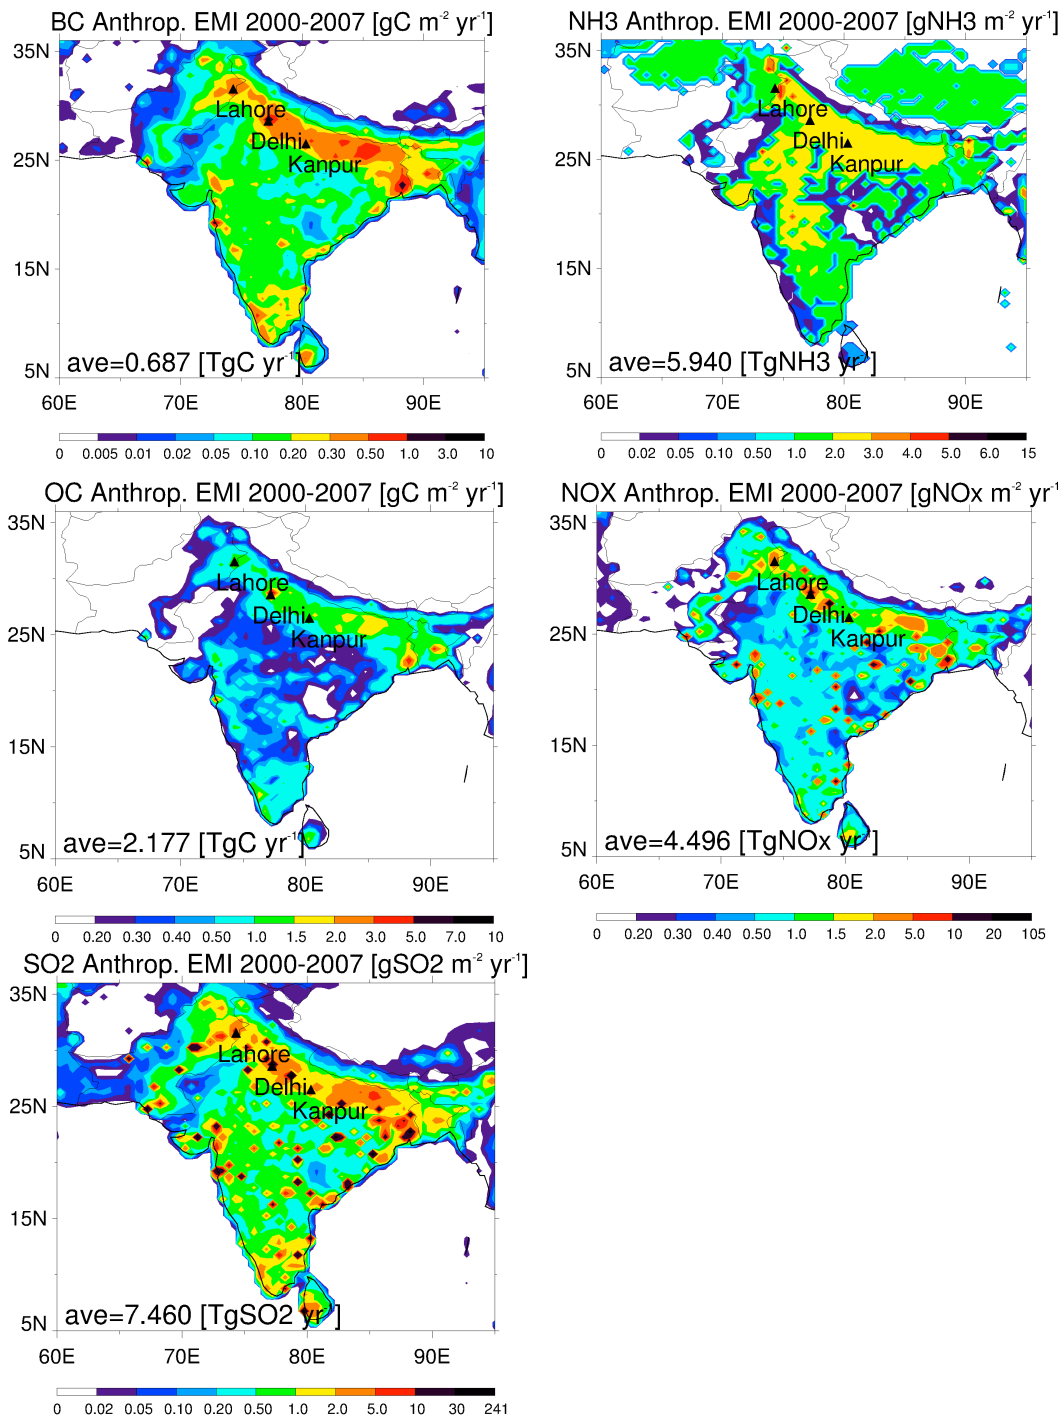 BC Anthrop. EMI 2000-2007 [gC m⁻² yr⁻¹]
35N
25N
15N
5N
Lahore
Delhi
Kanpur
ave=0.687 [TgC yr⁻¹]
60E 70E 80E 90E
0 0.005 0.01 0.02 0.05 0.10 0.20 0.30 0.50 1.0 3.0 10
NH3 Anthrop. EMI 2000-2007 [gNH3 m⁻² yr⁻¹]
35N
25N
15N
5N
Lahore
Delhi
Kanpur
ave=5.940 [TgNH3 yr⁻¹]
60E 70E 80E 90E
0 0.02 0.05 0.10 0.50 1.0 2.0 3.0 4.0 5.0 6.0 15
OC Anthrop. EMI 2000-2007 [gC m⁻² yr⁻¹]
35N
25N
15N
5N
Lahore
Delhi
Kanpur
ave=2.177 [TgC yr⁻¹]
60E 70E 80E 90E
0 0.20 0.30 0.40 0.50 1.0 1.5 2.0 3.0 5.0 7.0 10
NOX Anthrop. EMI 2000-2007 [gNOx m⁻² yr⁻¹
35N
25N
15N
5N
Lahore
Delhi
Kanpur
ave=4.496 [TgNOx yr⁻¹]
60E 70E 80E 90E
0 0.20 0.30 0.40 0.50 1.0 1.5 2.0 5.0 10 20 105
SO2 Anthrop. EMI 2000-2007 [gSO2 m⁻² yr⁻¹]
35N
25N
15N
5N
Lahore
Delhi
Kanpur
ave=7.460 [TgSO2 yr⁻¹]
60E 70E 80E 90E
0 0.02 0.05 0.10 0.20 0.50 1.0 2.0 5.0 10 30 241